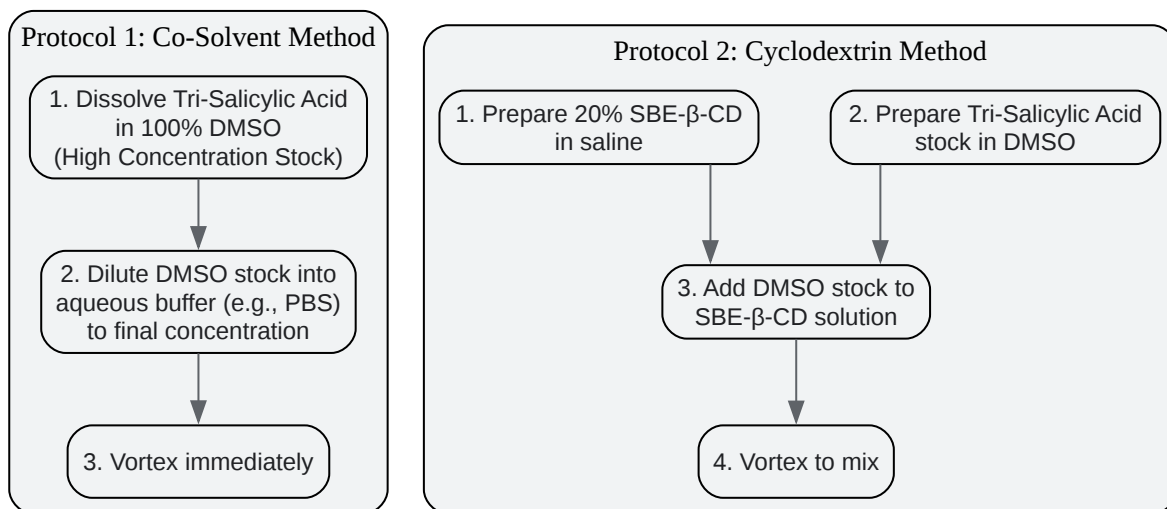 Protocol 1: Co-Solvent Method
1. Dissolve Tri-Salicylic Acid
in 100% DMSO
(High Concentration Stock)
2. Dilute DMSO stock into
aqueous buffer (e.g., PBS)
to final concentration
3. Vortex immediately
Protocol 2: Cyclodextrin Method
1. Prepare 20% SBE-β-CD
in saline
2. Prepare Tri-Salicylic Acid
stock in DMSO
3. Add DMSO stock to
SBE-β-CD solution
4. Vortex to mix